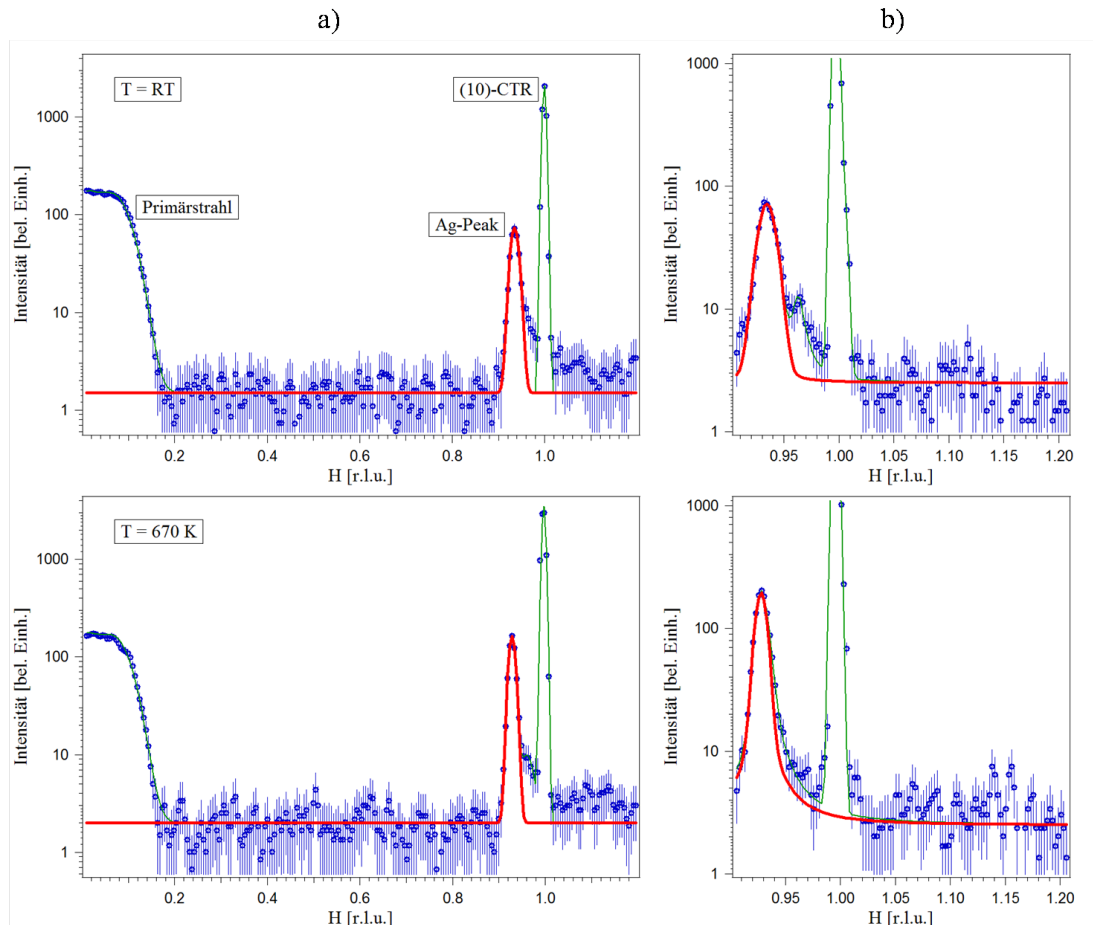 a)
b)
T = RT
(10)-CTR
Primärstrahl
Ag-Peak
Intensität [bel. Einh.]
1000
100
10
1
0.2 0.4 0.6 0.8 1.0
H [r.l.u.]
Intensität [bel. Einh.]
1000
100
10
1
0.95 1.00 1.05 1.10 1.15 1.20
H [r.l.u.]
T = 670 K
Intensität [bel. Einh.]
1000
100
10
1
0.2 0.4 0.6 0.8 1.0
H [r.l.u.]
Intensität [bel. Einh.]
1000
100
10
1
0.95 1.00 1.05 1.10 1.15 1.20
H [r.l.u.]